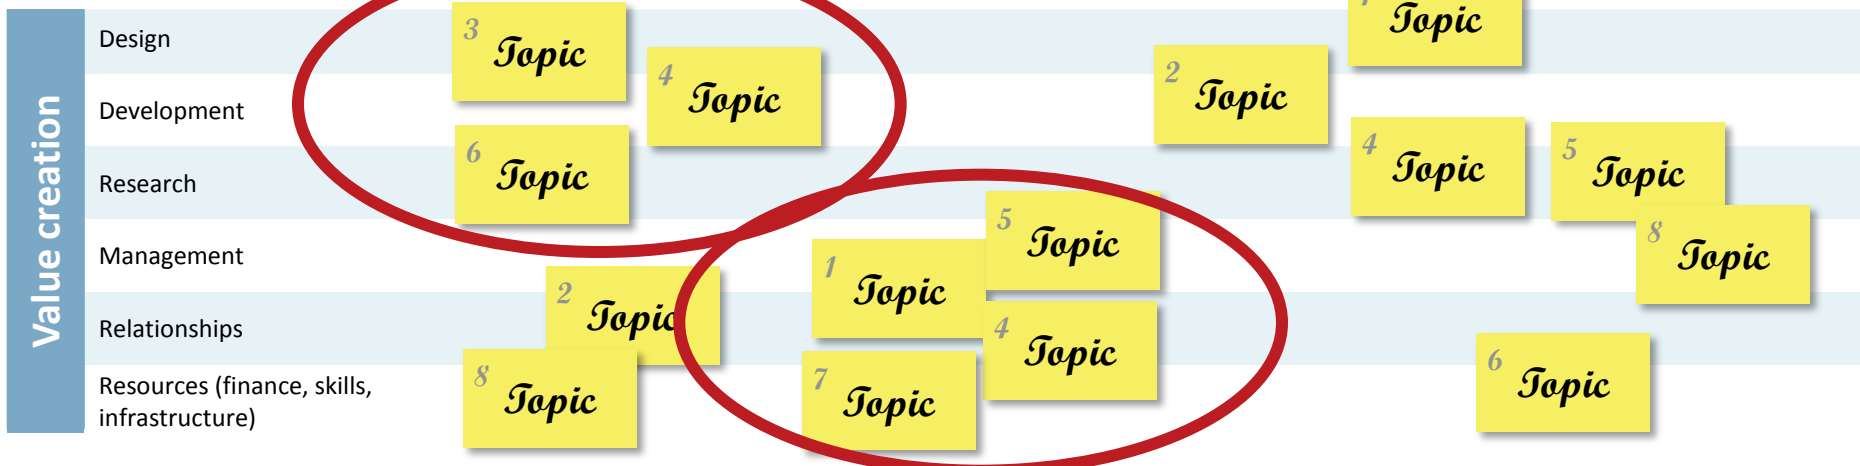 Value creation
Design
Development
Research
Management
Relationships
Resources (finance, skills,
infrastructure)
3 Topic
4 Topic
6 Topic
2 Topic
8 Topic
5 Topic
1 Topic
4 Topic
7 Topic
Topic
2 Topic
4 Topic
5 Topic
8 Topic
6 Topic